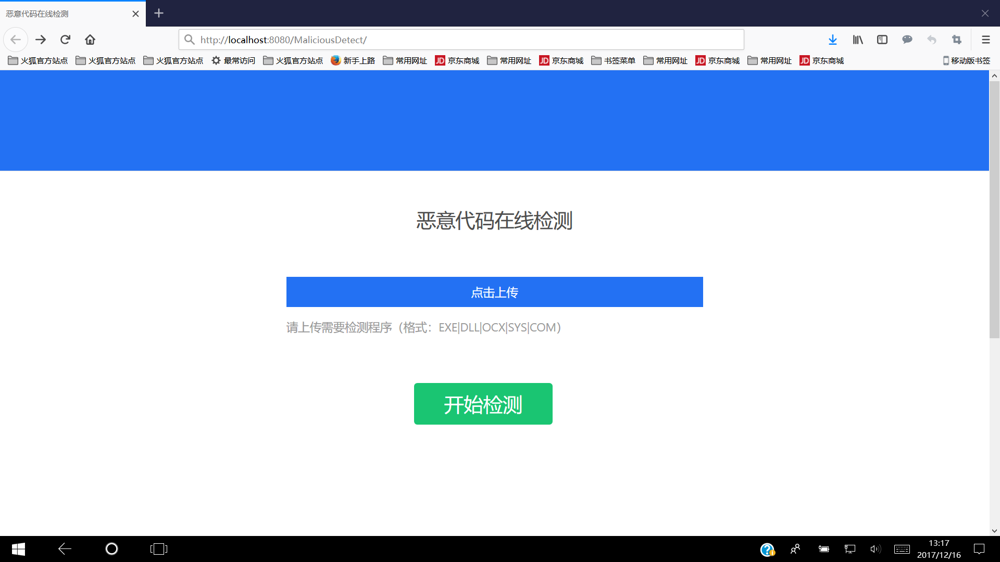 恶意代码在线检测
http://localhost:8080/MaliciousDetect/
火狐官方站点 火狐官方站点 火狐官方站点 最常访问 火狐官方站点 新手上路 常用网址 JD 京东商城 常用网址 JD 京东商城 书签菜单 常用网址 JD 京东商城 常用网址 JD 京东商城 移动版书签
恶意代码在线检测
点击上传
请上传需要检测程序（格式：EXE|DLL|OCX|SYS|COM）
开始检测
13:17
2017/12/16